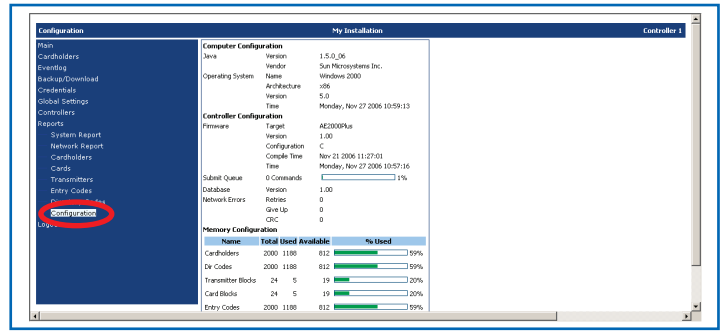 Configuration My Installation Controller 1
Main
Cardholders
Eventlog
Backup/Download
Credentials
Global Settings
Controllers
Reports
System Report
Network Report
Cardholders
Cards
Transmitters
Entry Codes
Configuration
Computer Configuration
Java Version 1.5.0_06
Vendor Sun Microsystems Inc.
Operating System Name Windows 2000
Architecture x86
Version 5.0
Time Monday, Nov 27 2006 10:59:13
Controller Configuration
Firmware Target AE2000Plus
Version 1.00
Configuration C
Compile Time Nov 21 2006 11:27:01
Time Monday, Nov 27 2006 10:57:16
Submit Queue 0 Commands 1%
Database Version 1.00
Network Errors Retries 0
Give Up 0
CRC 0
Memory Configuration
Name Total Used Available % Used
Cardholders 2000 1188 812 59%
Dir Codes 2000 1188 812 59%
Transmitter Blocks 24 5 19 20%
Card Blocks 24 5 19 20%
Entry Codes 2000 1188 812 59%